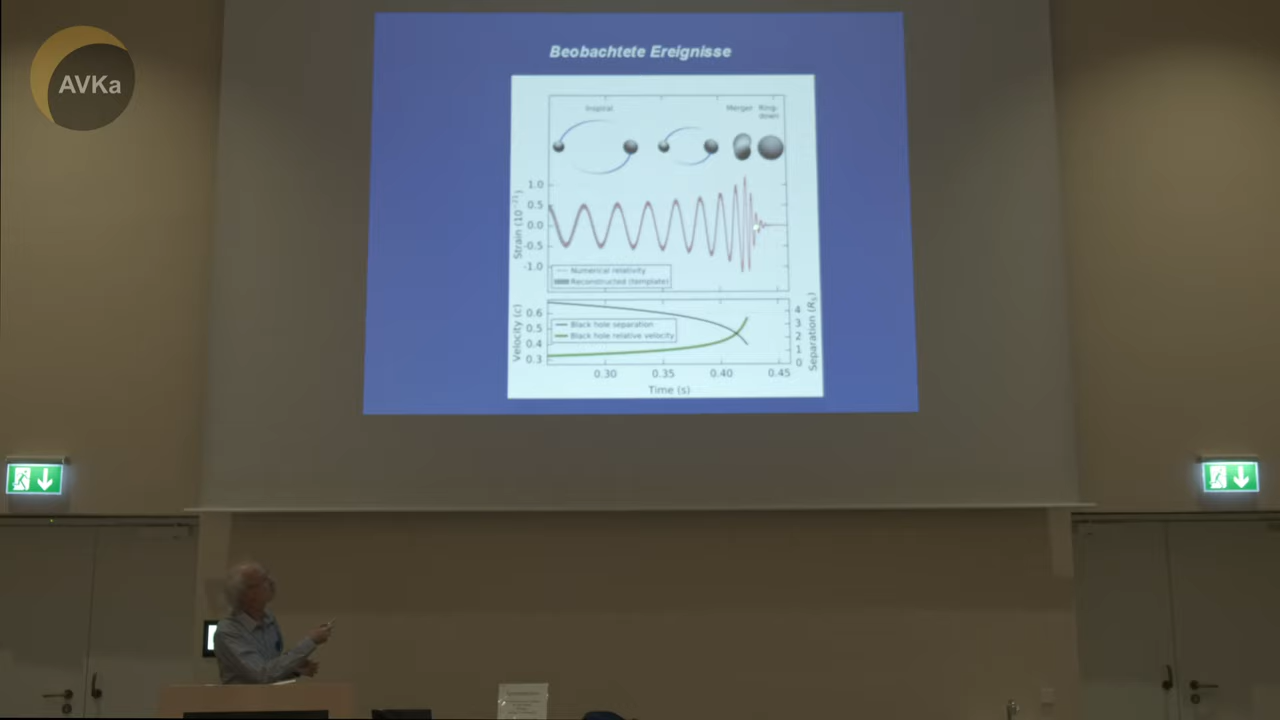 AVKa
Beobachtete Ereignisse
Inspiral
Merger Ring-
down
1.0
0.5
0.0
-0.5
-1.0
Strain (10⁻²¹)
Numerical relativity
Reconstructed (template)
0.6
0.5
0.4
0.3
Velocity (c)
Black hole separation
Black hole relative velocity
4
3
2
1
0
Separation (Rₛ)
0.30 0.35 0.40 0.45
Time (s)